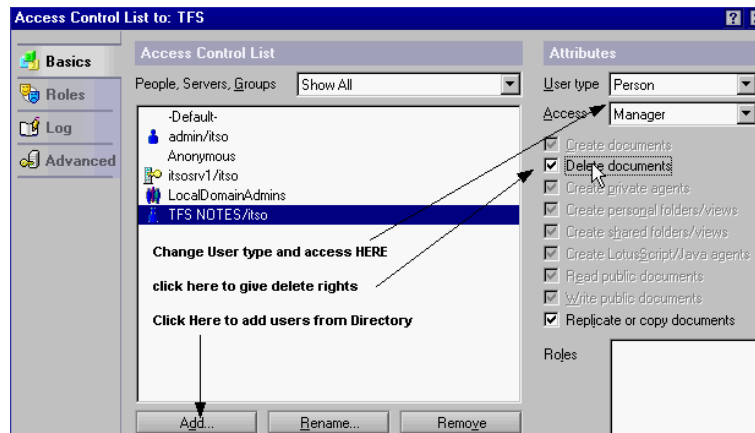 Access Control List to: TFS
Basics
Roles
Log
Advanced
Access Control List
People, Servers, Groups
Show All
-Default-
admin/itso
Anonymous
itsosrv1/itso
LocalDomainAdmins
TFS NOTES/itso
Change User type and access HERE
click here to give delete rights
Click Here to add users from Directory
Add...
Rename...
Remove
Attributes
User type
Person
Access
Manager
Create documents
Delete documents
Create private agents
Create personal folders/views
Create shared folders/views
Create LotusScript/Java agents
Read public documents
Write public documents
Replicate or copy documents
Roles